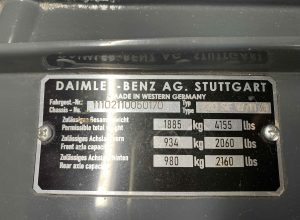 DAIMLER-BENZ AG. STUTTGART
MADE IN WESTERN GERMANY
Fahrgest.-Nr. Typ
Chassis - No. Type
Zulässiges Gesamtgewicht 1885 kg 4155 lbs
Permissible total weight
Zulässiges Achslast vorn 934 kg 2060 lbs
Front axle capacity
Zulässiges Achslast hinten 980 kg 2160 lbs
Rear axle capacity